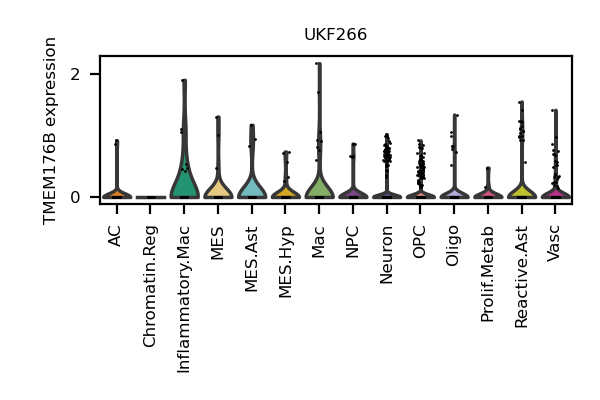 UKF266
TMEM176B expression
2
0
AC
Chromatin.Reg
Inflammatory.Mac
MES
MES.Ast
MES.Hyp
Mac
NPC
Neuron
OPC
Oligo
Prolif.Metab
Reactive.Ast
Vasc